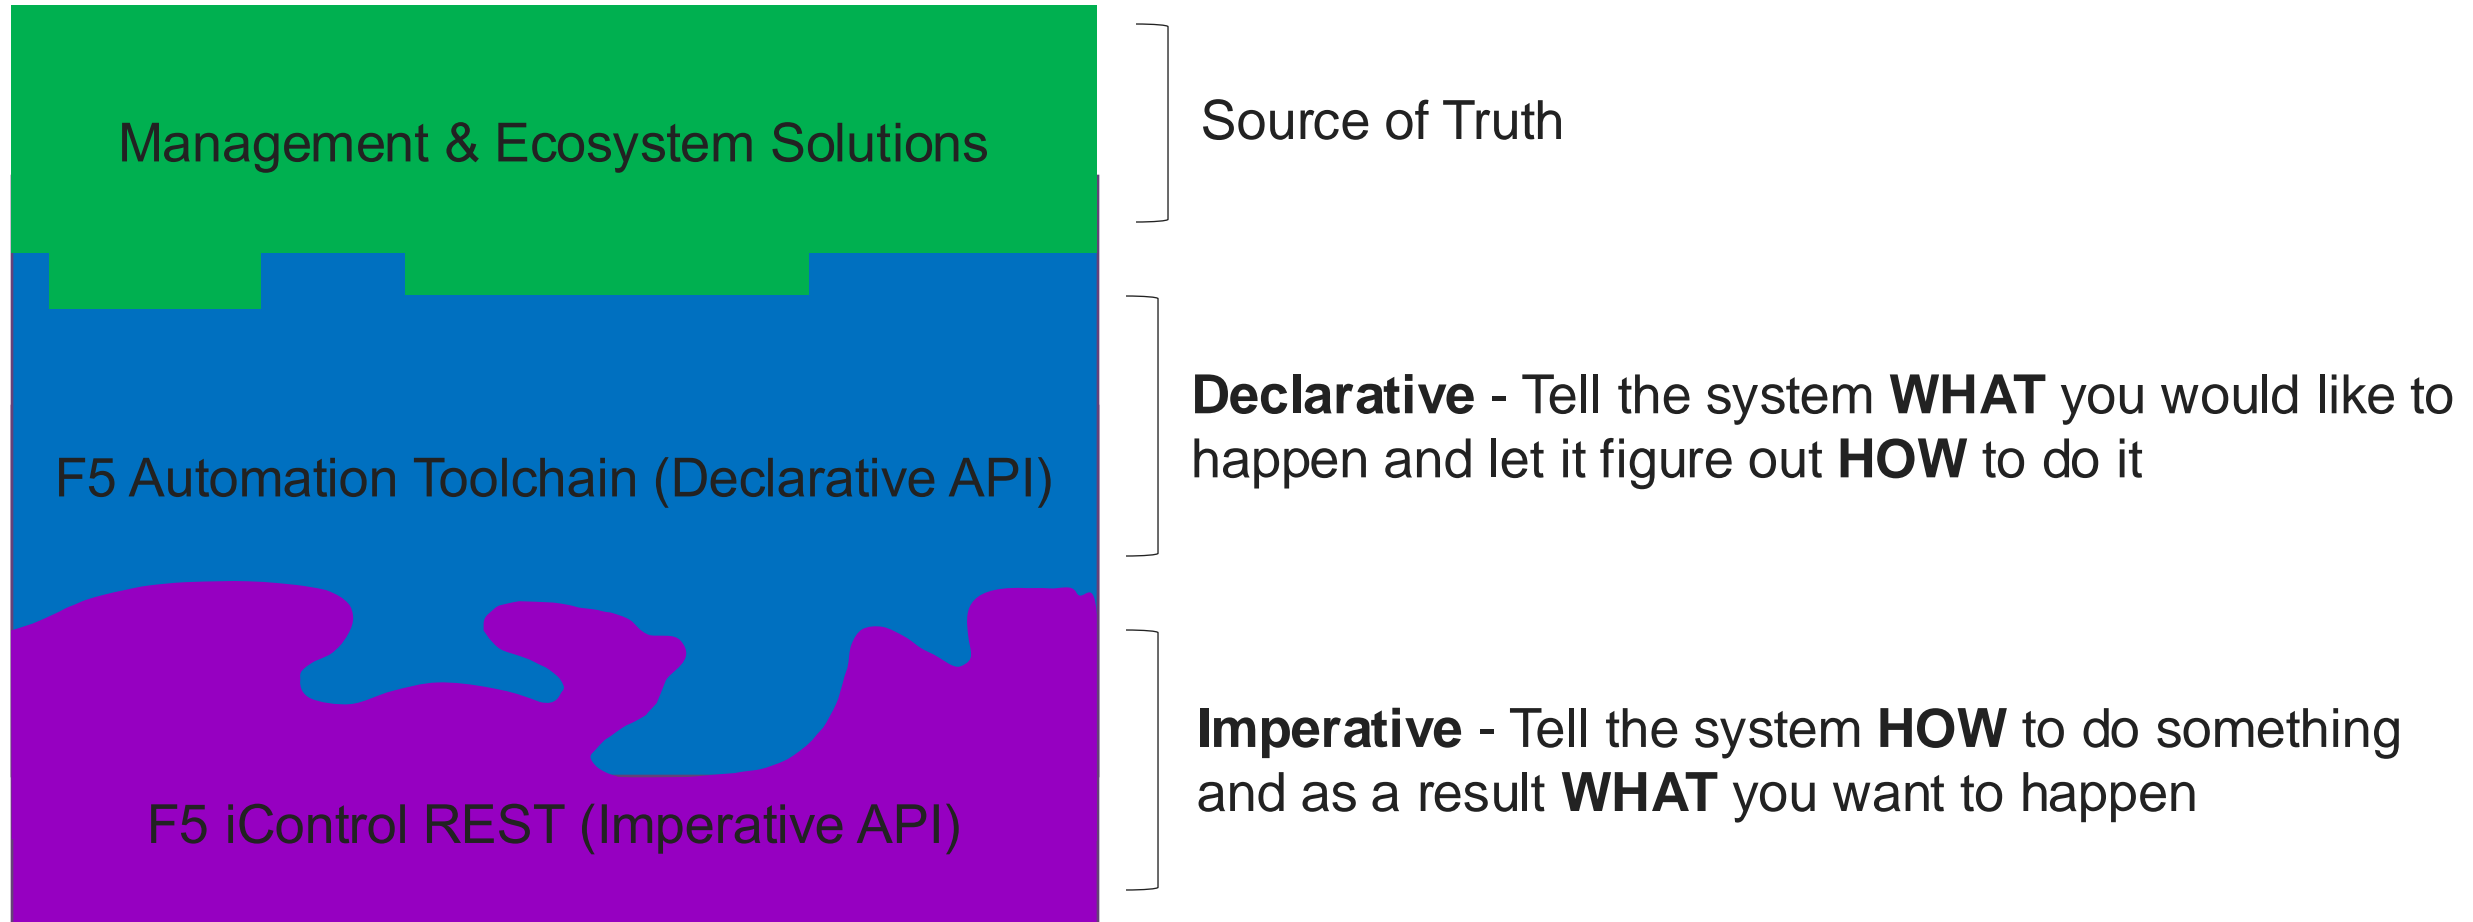 Management & Ecosystem Solutions
Source of Truth
F5 Automation Toolchain (Declarative API)
Declarative - Tell the system WHAT you would like to
happen and let it figure out HOW to do it
F5 iControl REST (Imperative API)
Imperative - Tell the system HOW to do something
and as a result WHAT you want to happen